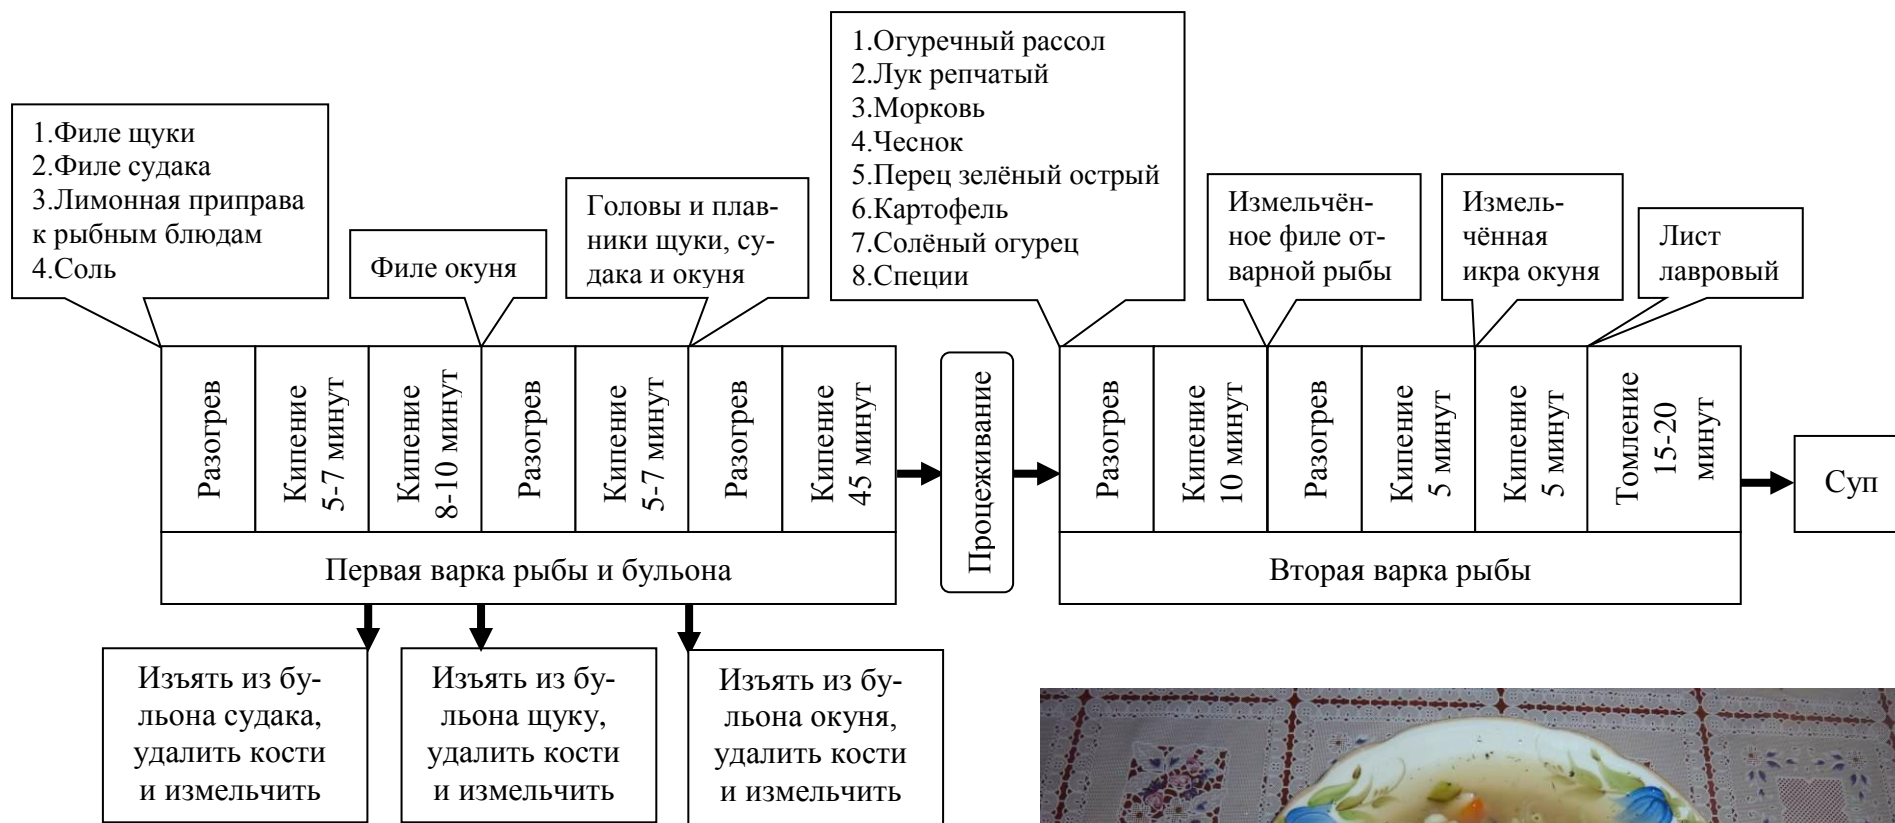 1.Филе щуки
2.Филе судака
3.Лимонная приправа
к рыбным блюдам
4.Соль
Филе окуня
Головы и плав-
ники щуки, су-
дака и окуня
1.Огуречный рассол
2.Лук репчатый
3.Морковь
4.Чеснок
5.Перец зелёный острый
6.Картофель
7.Солёный огурец
8.Специи
Измельчён-
ное филе от-
варной рыбы
Измель-
чённая
икра окуня
Лист
лавровый
Разогрев
Кипение
5-7 минут
Кипение
8-10 минут
Разогрев
Кипение
5-7 минут
Разогрев
Кипение
45 минут
Процеживание
Разогрев
Кипение
10 минут
Разогрев
Кипение
5 минут
Кипение
5 минут
Томление
15-20
минут
Суп
Первая варка рыбы и бульона
Вторая варка рыбы
Изъять из бу-
льона судака,
удалить кости
и измельчить
Изъять из бу-
льона щуку,
удалить кости
и измельчить
Изъять из бу-
льона окуня,
удалить кости
и измельчить